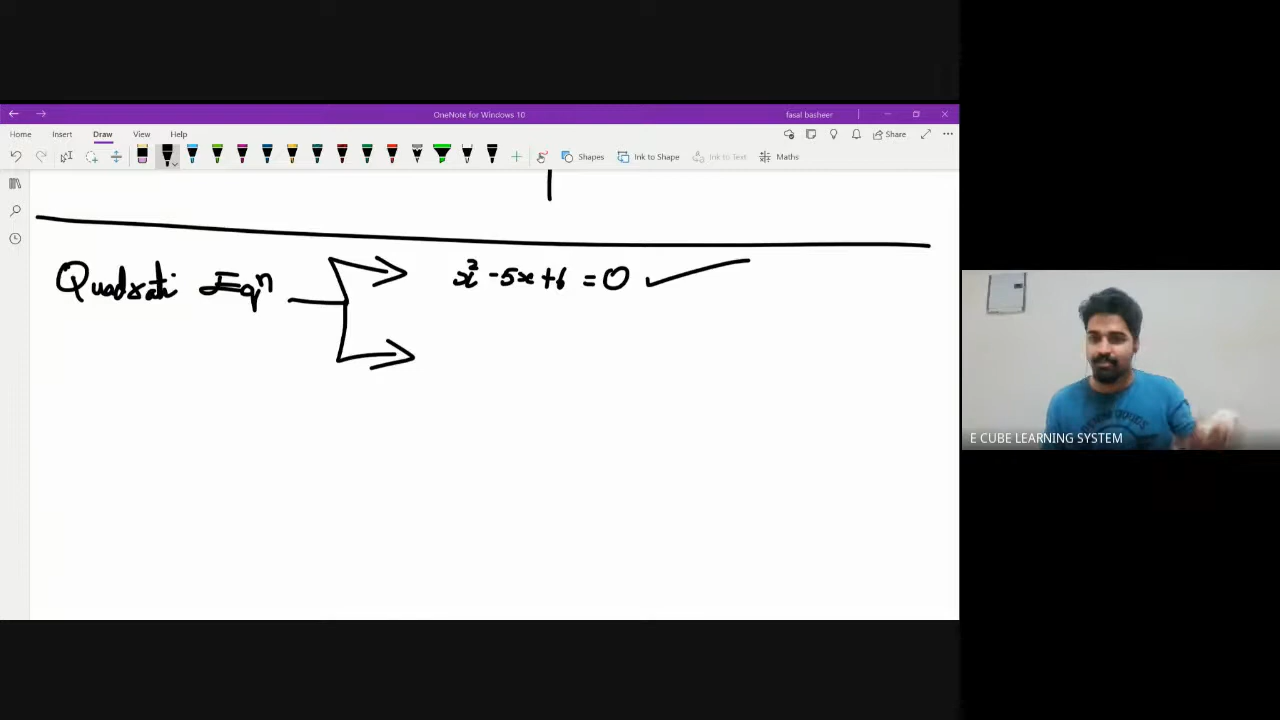 OneNote for Windows 10
fasal basheer
Home Insert Draw View Help
Share
Shapes Ink to Shape Ink to Text Maths
Quadrati Eqⁿ
x² -5x +6 = 0
E CUBE LEARNING SYSTEM